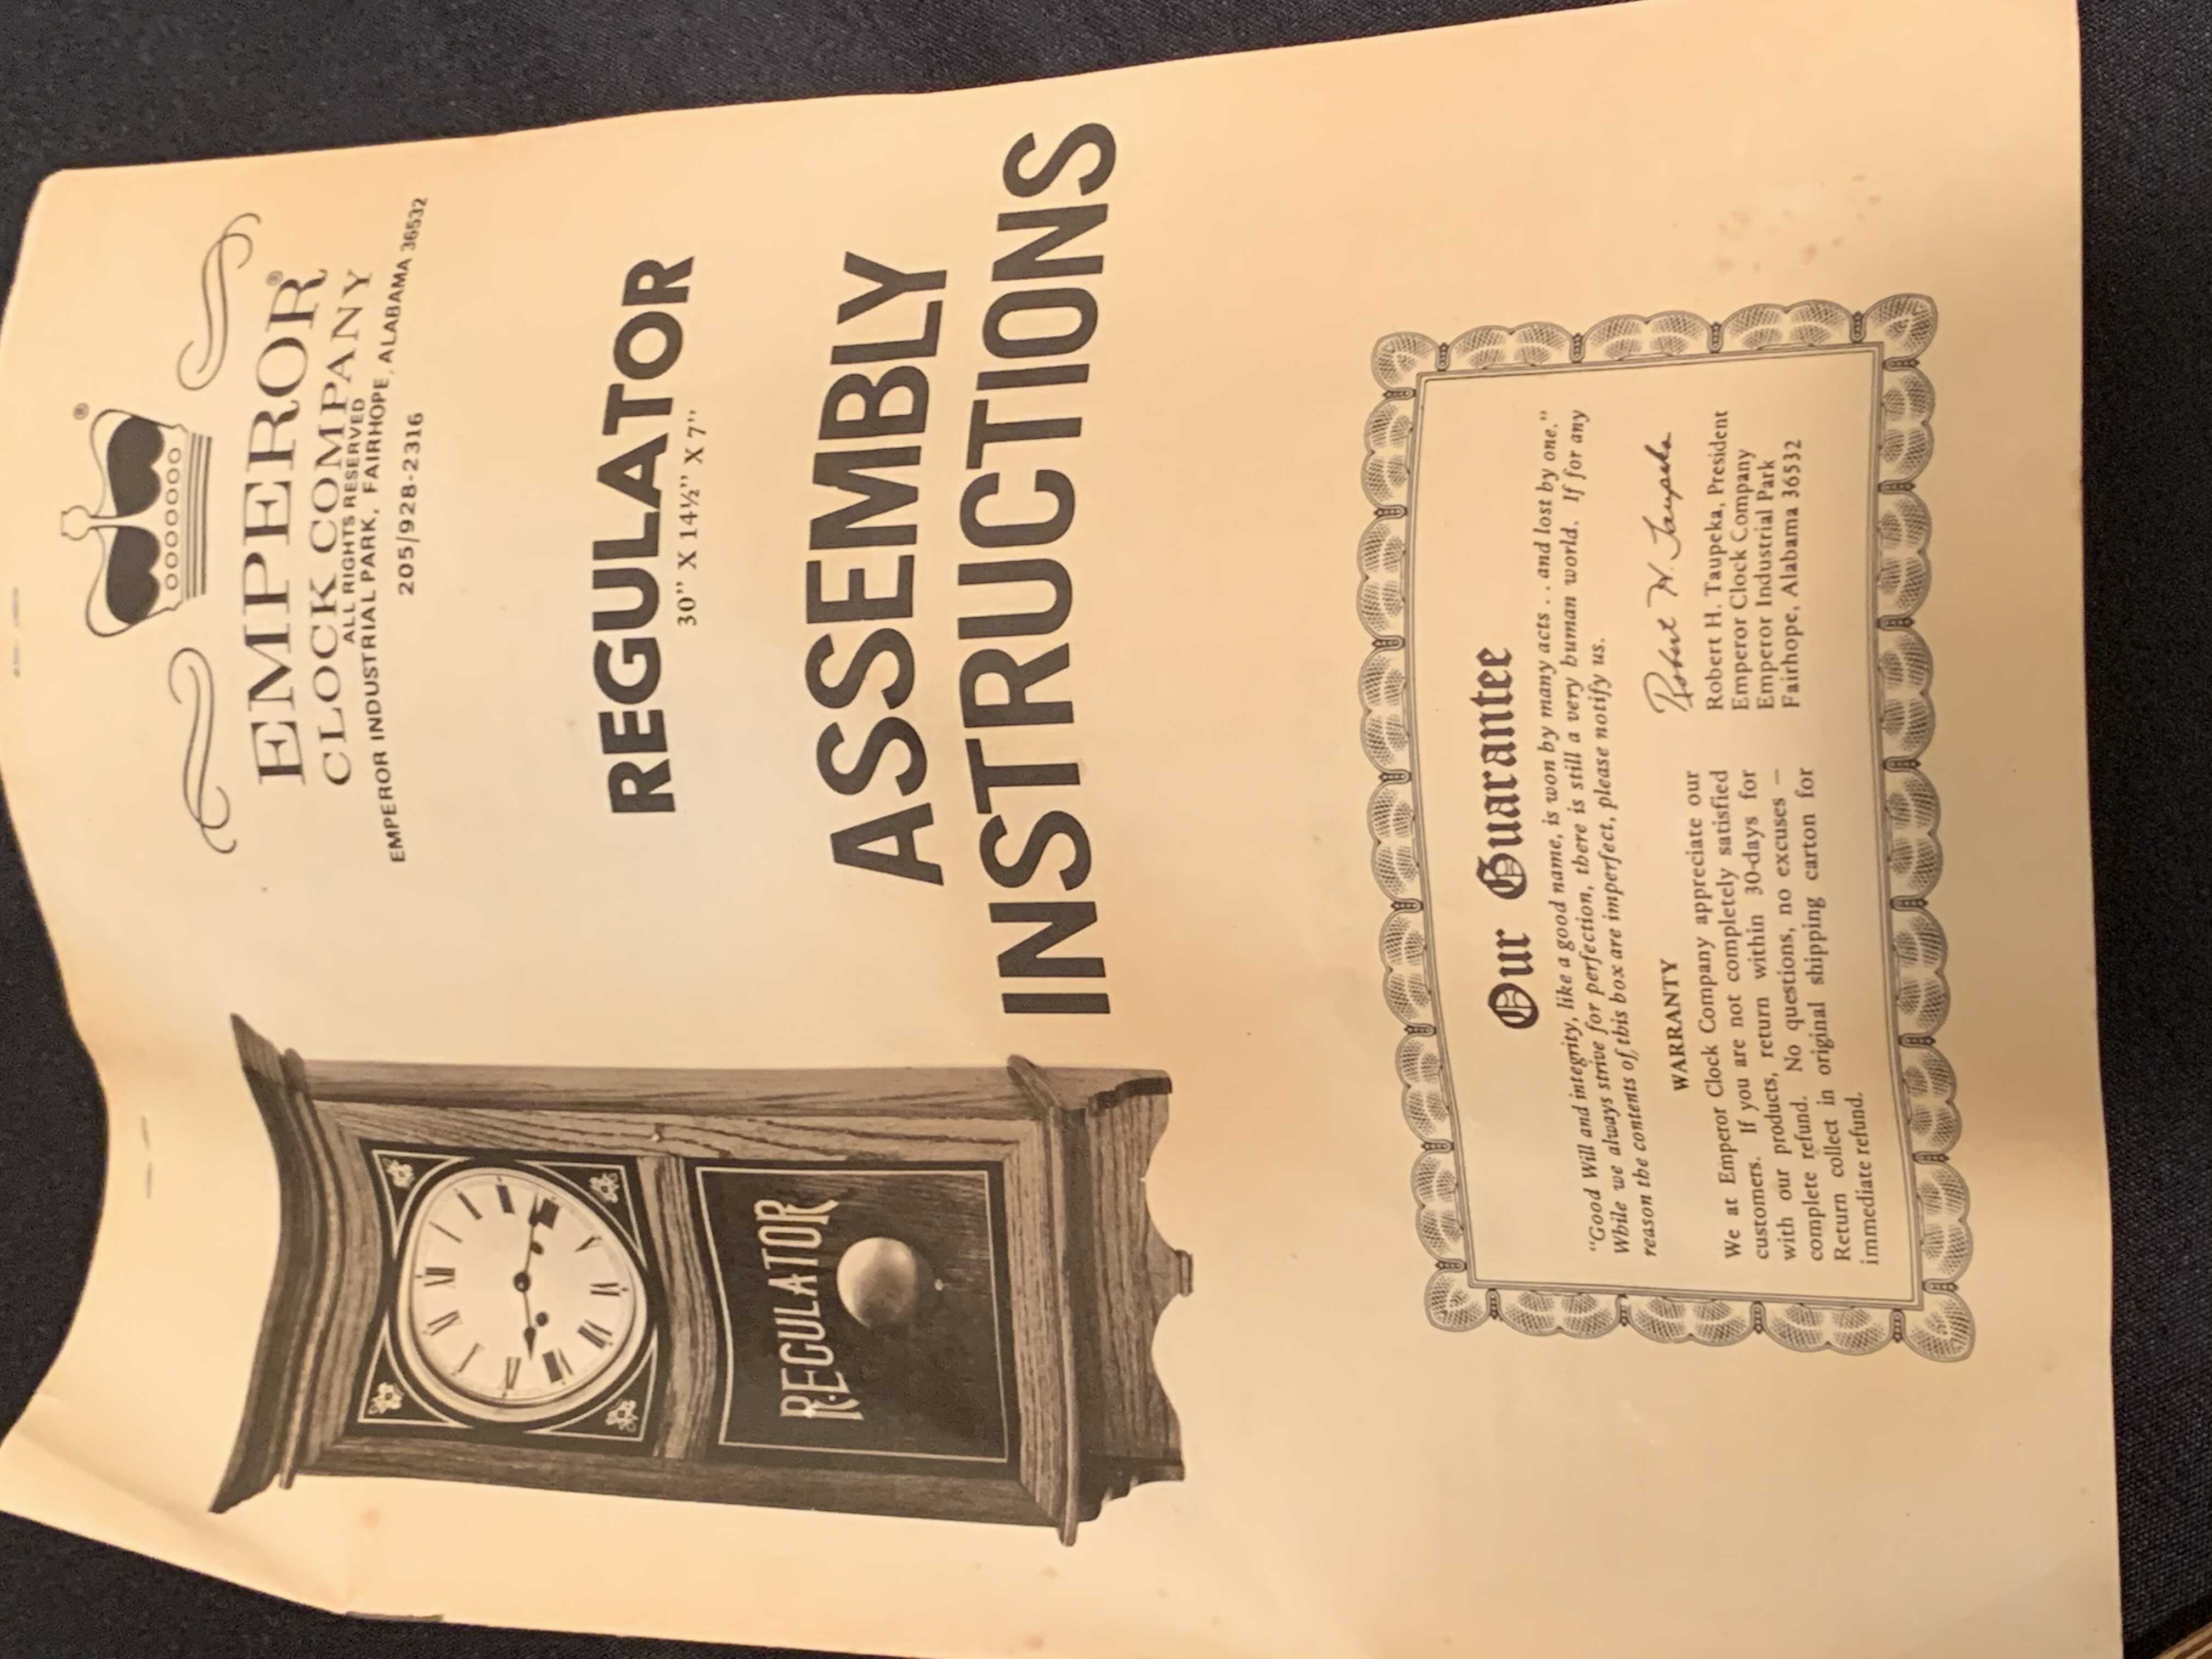 ®
EMPEROR®
CLOCK COMPANY
ALL RIGHTS RESERVED
EMPEROR INDUSTRIAL PARK, FAIRHOPE, ALABAMA 36532
205/928-2316
REGULATOR
30" X 14½" X 7"
ASSEMBLY
INSTRUCTIONS
REGULATOR
Our Guarantee
"Good Will and integrity, like a good name, is won by many acts . . and lost by one."
While we always strive for perfection, there is still a very human world. If for any
reason the contents of this box are imperfect, please notify us.
WARRANTY
We at Emperor Clock Company appreciate our
customers. If you are not completely satisfied
with our products, return within 30-days for
complete refund. No questions, no excuses —
Return collect in original shipping carton for
immediate refund.
Robert H. Taupeka
Robert H. Taupeka, President
Emperor Clock Company
Emperor Industrial Park
Fairhope, Alabama 36532